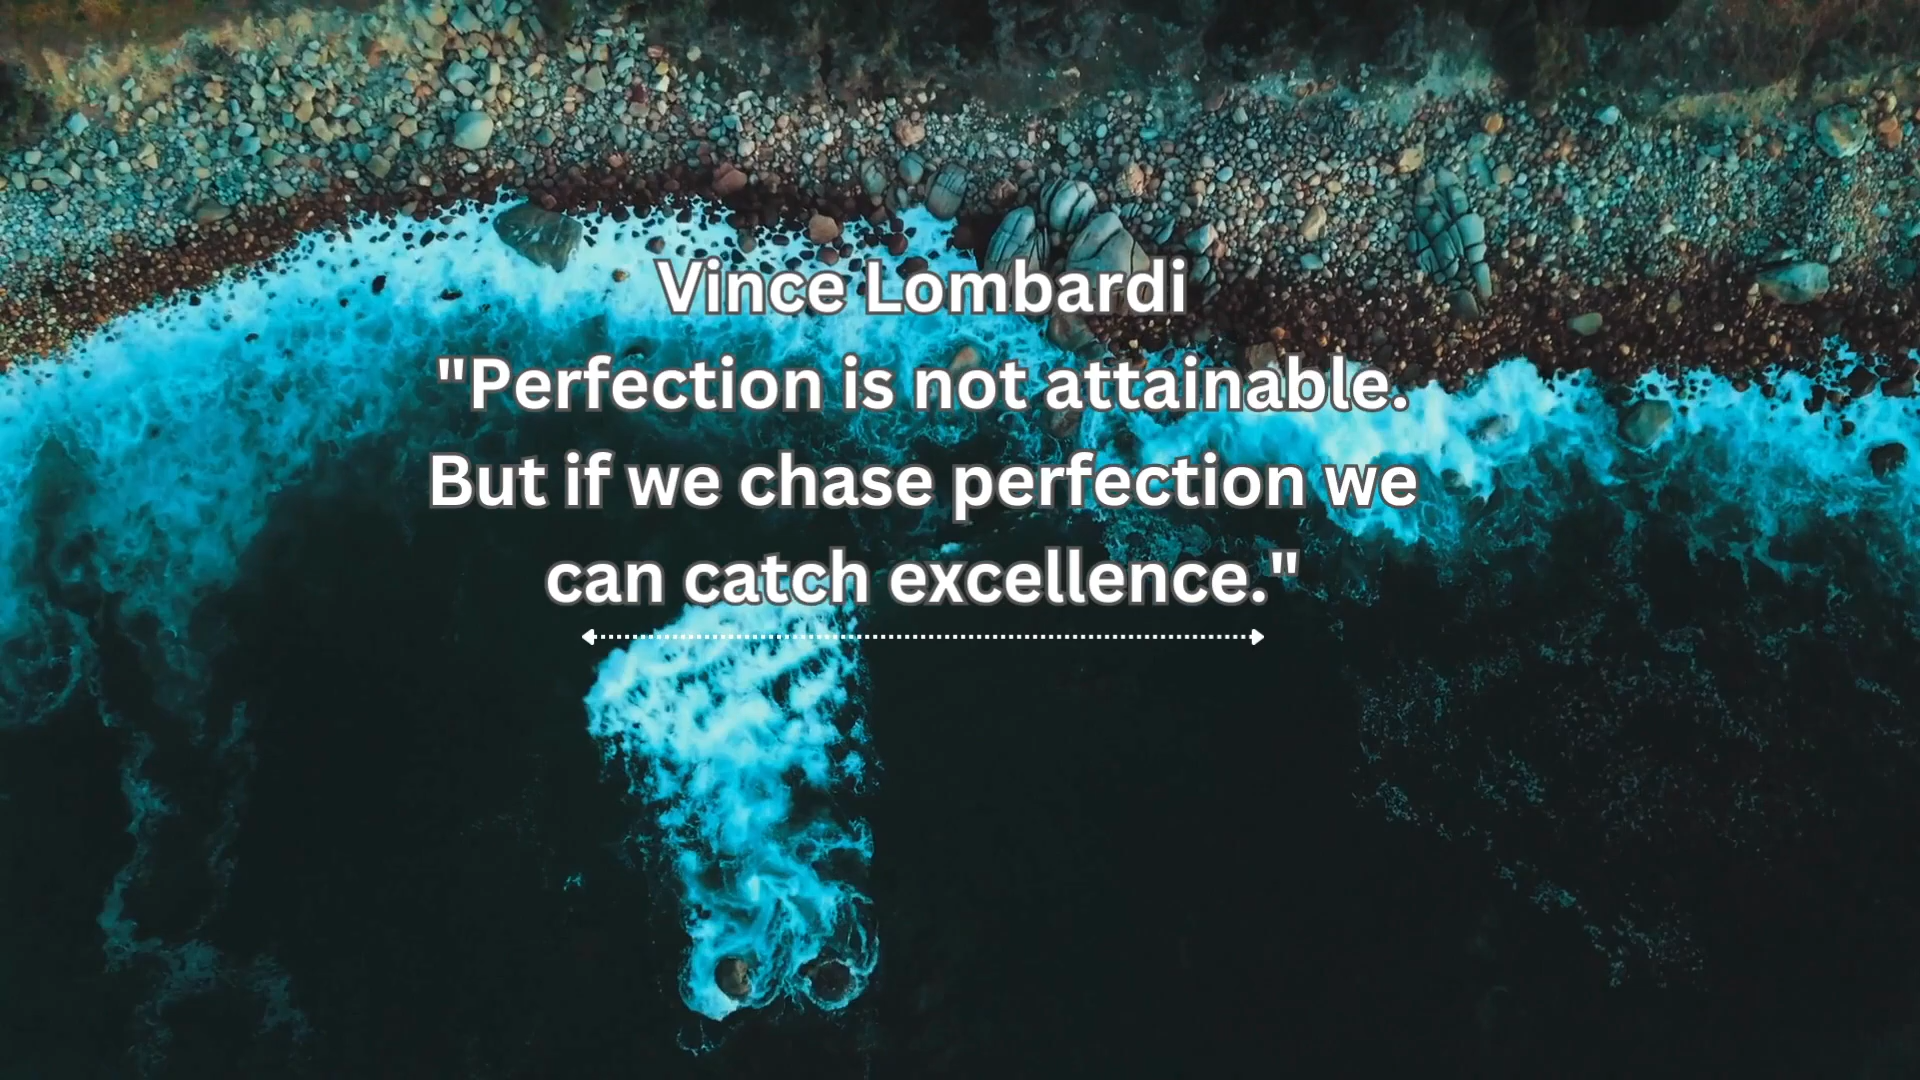 Vince Lombardi
"Perfection is not attainable.
But if we chase perfection we
can catch excellence."